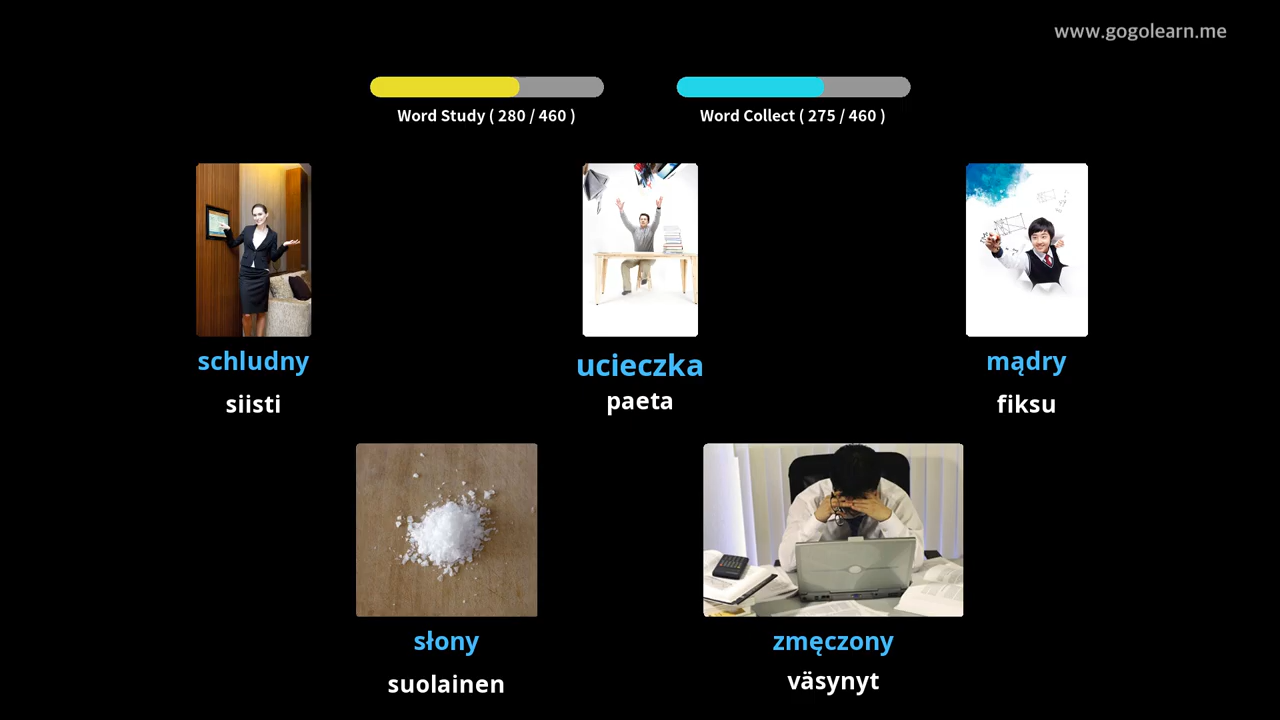 www.gogolearn.me
Word Study ( 280 / 460 )
Word Collect ( 275 / 460 )
schludny
siisti
ucieczka
paeta
mądry
fiksu
słony
suolainen
zmęczony
väsynyt